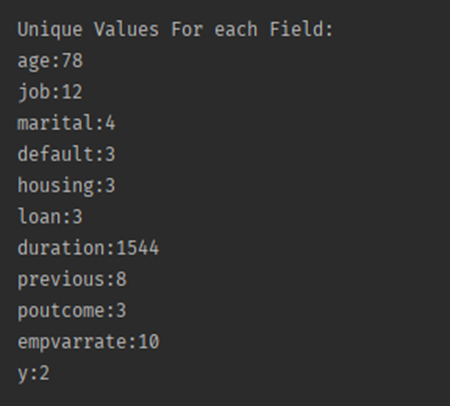 Unique Values For each Field:
age:78
job:12
marital:4
default:3
housing:3
loan:3
duration:1544
previous:8
poutcome:3
empvarrate:10
y:2